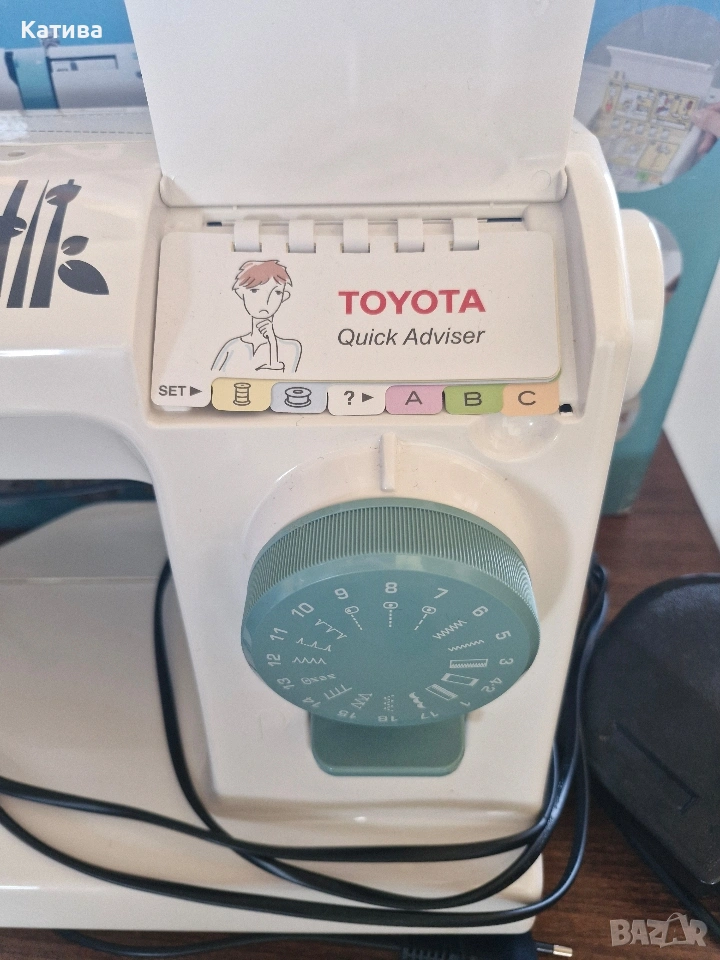 Катива
TOYOTA
Quick Adviser
SET ▶
? ▶ A B C
10 9 8 7 6
11 5
12 3
13 4-2
14 1
15 16 17
BAZAR